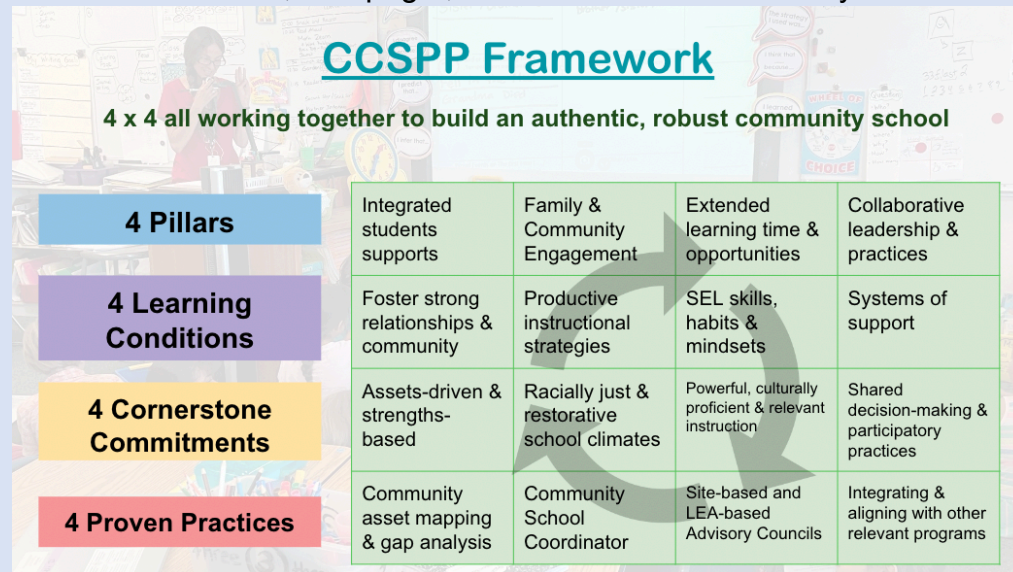 CCSPP Framework
4 x 4 all working together to build an authentic, robust community school
4 Pillars
Integrated
students
supports
Family &
Community
Engagement
Extended
learning time &
opportunities
Collaborative
leadership &
practices
4 Learning
Conditions
Foster strong
relationships &
community
Productive
instructional
strategies
SEL skills,
habits &
mindsets
Systems of
support
4 Cornerstone
Commitments
Assets-driven &
strengths-
based
Racially just &
restorative
school climates
Powerful, culturally
proficient & relevant
instruction
Shared
decision-making &
participatory
practices
4 Proven Practices
Community
asset mapping
& gap analysis
Community
School
Coordinator
Site-based and
LEA-based
Advisory Councils
Integrating &
aligning with other
relevant programs
WHEEL OF
CHOICE